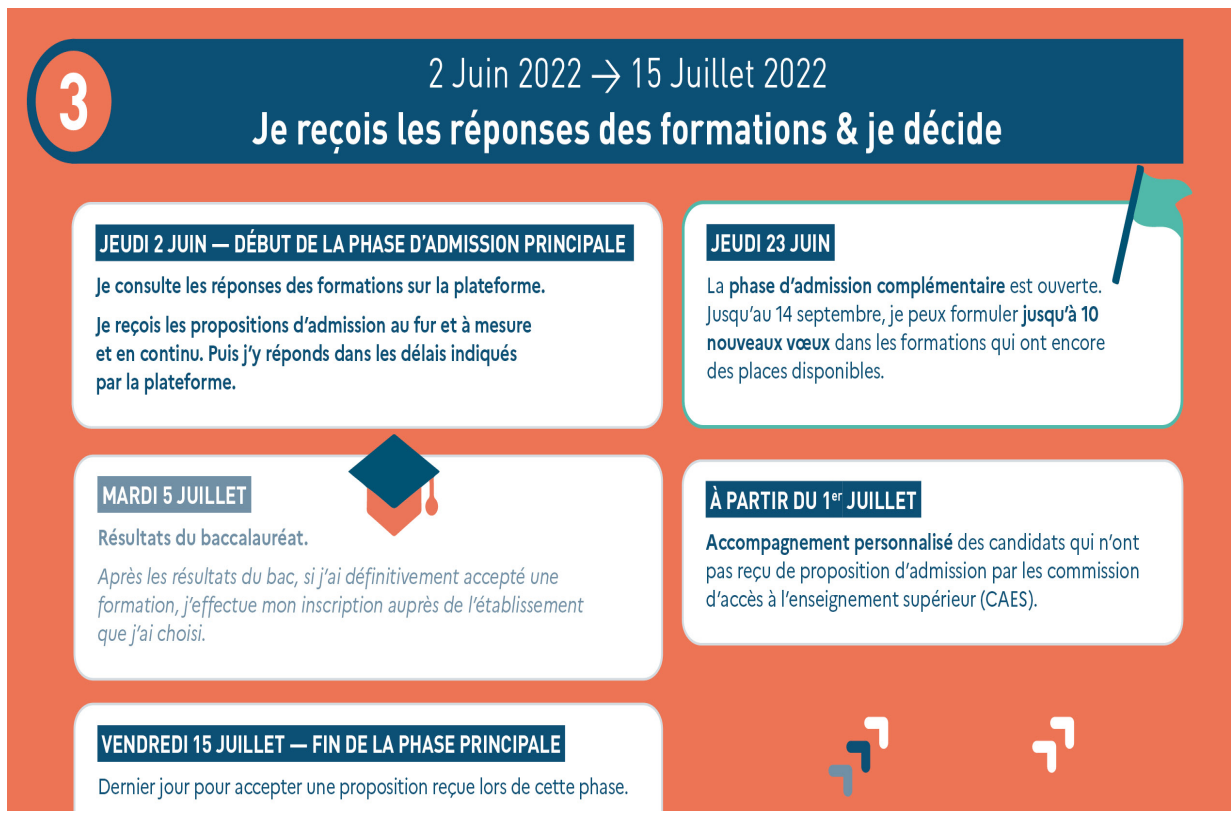 3
2 Juin 2022 → 15 Juillet 2022
Je reçois les réponses des formations & je décide
JEUDI 2 JUIN — DÉBUT DE LA PHASE D'ADMISSION PRINCIPALE
Je consulte les réponses des formations sur la plateforme.
Je reçois les propositions d'admission au fur et à mesure
et en continu. Puis j'y réponds dans les délais indiqués
par la plateforme.
JEUDI 23 JUIN
La phase d'admission complémentaire est ouverte.
Jusqu'au 14 septembre, je peux formuler jusqu'à 10
nouveaux vœux dans les formations qui ont encore
des places disponibles.
MARDI 5 JUILLET
Résultats du baccalauréat.
Après les résultats du bac, si j'ai définitivement accepté une
formation, j'effectue mon inscription auprès de l'établissement
que j'ai choisi.
À PARTIR DU 1er JUILLET
Accompagnement personnalisé des candidats qui n'ont
pas reçu de proposition d'admission par les commission
d'accès à l'enseignement supérieur (CAES).
VENDREDI 15 JUILLET — FIN DE LA PHASE PRINCIPALE
Dernier jour pour accepter une proposition reçue lors de cette phase.